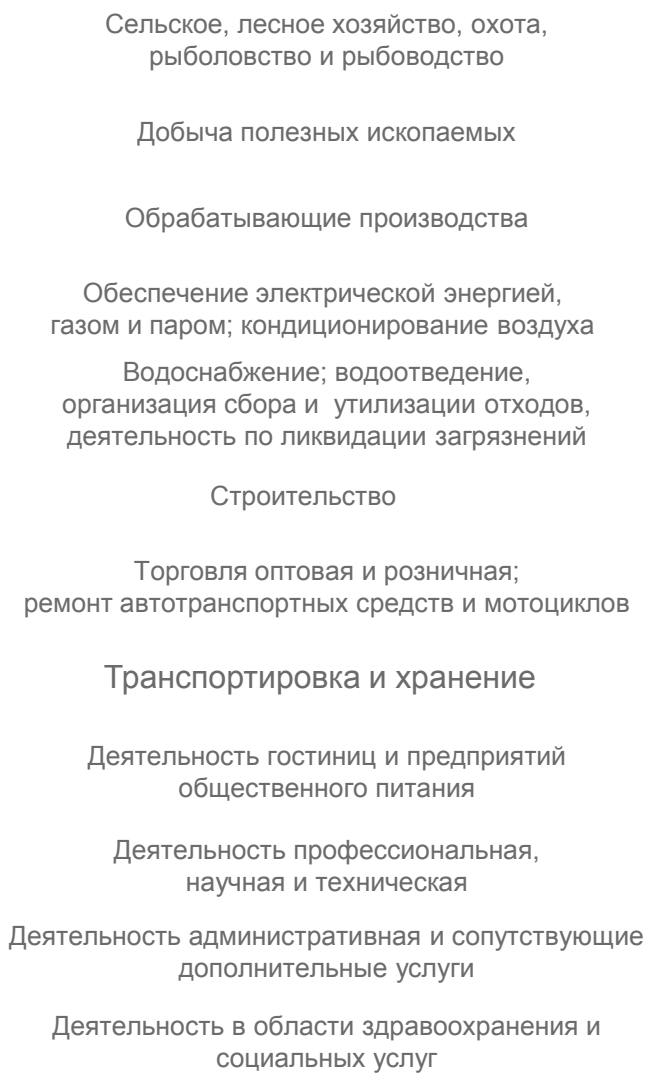 Сельское, лесное хозяйство, охота,
рыболовство и рыбоводство
Добыча полезных ископаемых
Обрабатывающие производства
Обеспечение электрической энергией,
газом и паром; кондиционирование воздуха
Водоснабжение; водоотведение,
организация сбора и  утилизации отходов,
деятельность по ликвидации загрязнений
Строительство
Торговля оптовая и розничная;
ремонт автотранспортных средств и мотоциклов
Транспортировка и хранение
Деятельность гостиниц и предприятий
общественного питания
Деятельность профессиональная,
научная и техническая
Деятельность административная и сопутствующие
дополнительные услуги
Деятельность в области здравоохранения и
социальных услуг